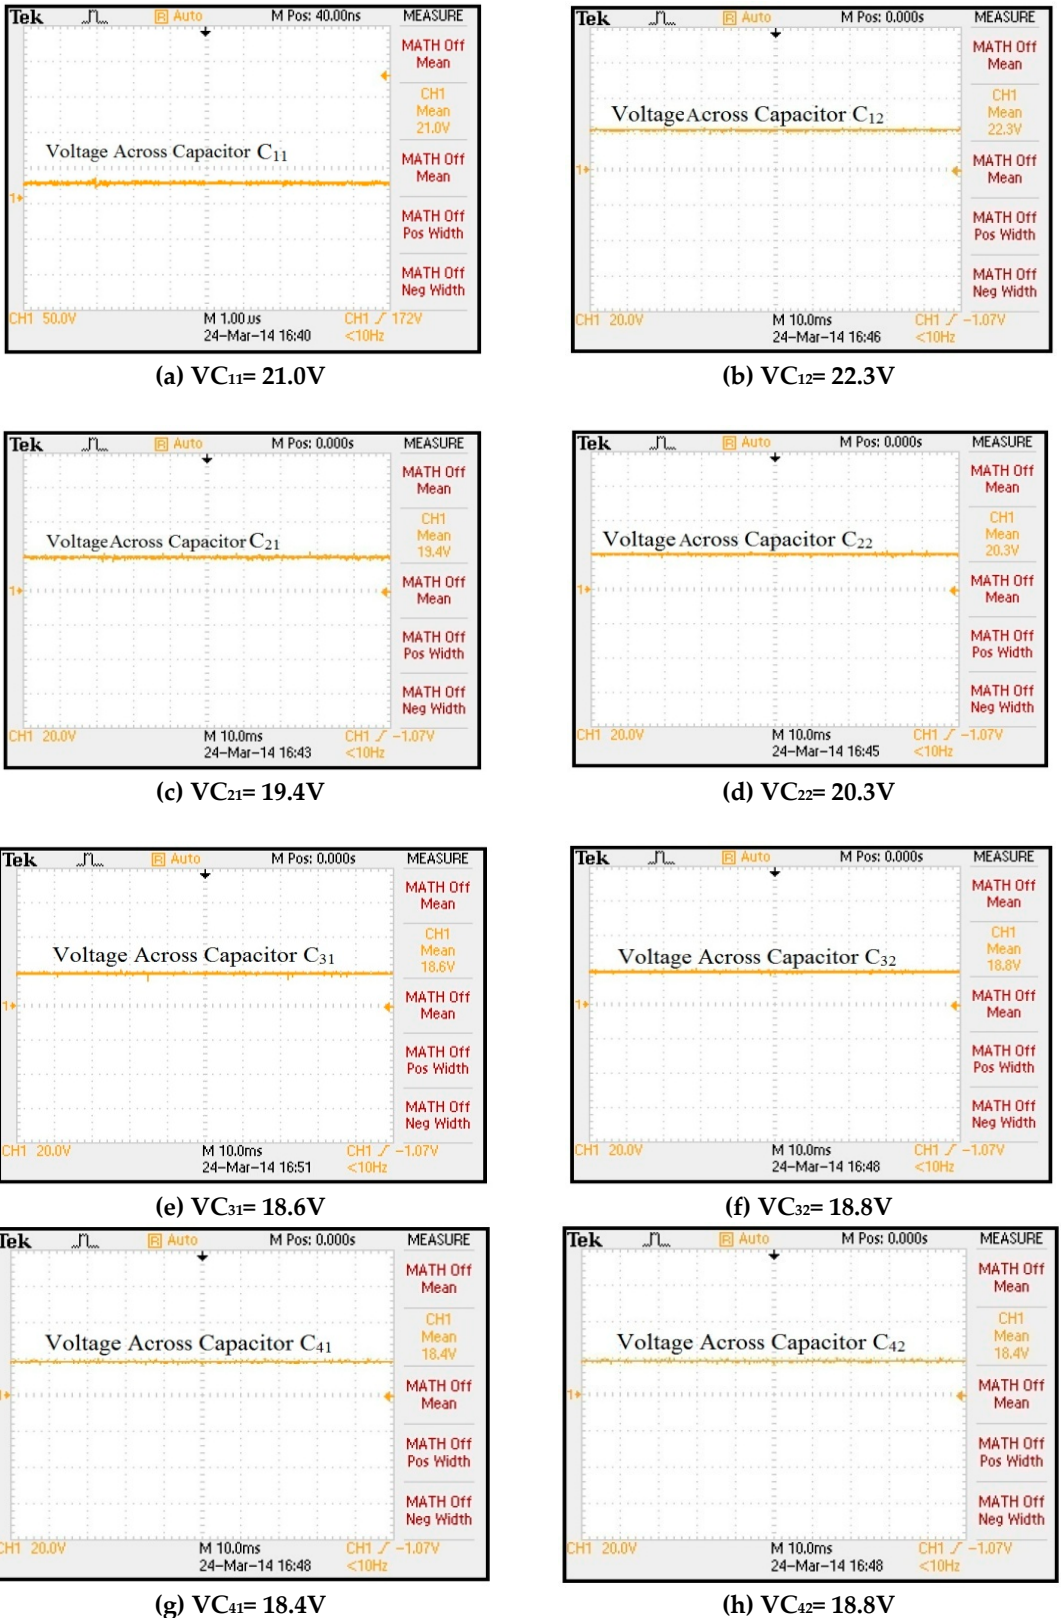 Tek Auto M Pos: 40.00ns MEASURE
MATH Off
Mean
CH1
Mean
21.0V
Voltage Across Capacitor C₁₁
MATH Off
Mean
1
MATH Off
Pos Width
MATH Off
Neg Width
CH1 50.0V M 1.00us CH1 172V
24-Mar-14 16:40 <10Hz
(a) VC₁₁= 21.0V
Tek R Auto M Pos: 0.000s MEASURE
MATH Off
Mean
CH1
Mean
22.3V
Voltage Across Capacitor C₁₂
MATH Off
Mean
1
MATH Off
Pos Width
MATH Off
Neg Width
CH1 20.0V M 10.0ms CH1 -1.07V
24-Mar-14 16:46 <10Hz
(b) VC₁₂= 22.3V
Tek R Auto M Pos: 0.000s MEASURE
MATH Off
Mean
CH1
Mean
19.4V
Voltage Across Capacitor C₂₁
MATH Off
Mean
1
MATH Off
Pos Width
MATH Off
Neg Width
CH1 20.0V M 10.0ms CH1 -1.07V
24-Mar-14 16:43 <10Hz
(c) VC₂₁= 19.4V
Tek R Auto M Pos: 0.000s MEASURE
MATH Off
Mean
CH1
Mean
20.3V
Voltage Across Capacitor C₂₂
MATH Off
Mean
1
MATH Off
Pos Width
MATH Off
Neg Width
CH1 20.0V M 10.0ms CH1 -1.07V
24-Mar-14 16:45 <10Hz
(d) VC₂₂= 20.3V
Tek R Auto M Pos: 0.000s MEASURE
MATH Off
Mean
CH1
Mean
18.6V
Voltage Across Capacitor C₃₁
MATH Off
Mean
1
MATH Off
Pos Width
MATH Off
Neg Width
CH1 20.0V M 10.0ms CH1 -1.07V
24-Mar-14 16:51 <10Hz
(e) VC₃₁= 18.6V
Tek R Auto M Pos: 0.000s MEASURE
MATH Off
Mean
CH1
Mean
18.8V
Voltage Across Capacitor C₃₂
MATH Off
Mean
1
MATH Off
Pos Width
MATH Off
Neg Width
CH1 20.0V M 10.0ms CH1 -1.07V
24-Mar-14 16:48 <10Hz
(f) VC₃₂= 18.8V
Tek R Auto M Pos: 0.000s MEASURE
MATH Off
Mean
CH1
Mean
18.4V
Voltage Across Capacitor C₄₁
MATH Off
Mean
MATH Off
Pos Width
MATH Off
Neg Width
CH1 20.0V M 10.0ms CH1 -1.07V
24-Mar-14 16:48 <10Hz
(g) VC₄₁= 18.4V
Tek R Auto M Pos: 0.000s MEASURE
MATH Off
Mean
CH1
Mean
18.4V
Voltage Across Capacitor C₄₂
MATH Off
Mean
1
MATH Off
Pos Width
MATH Off
Neg Width
CH1 20.0V M 10.0ms CH1 -1.07V
24-Mar-14 16:48 <10Hz
(h) VC₄₂= 18.8V